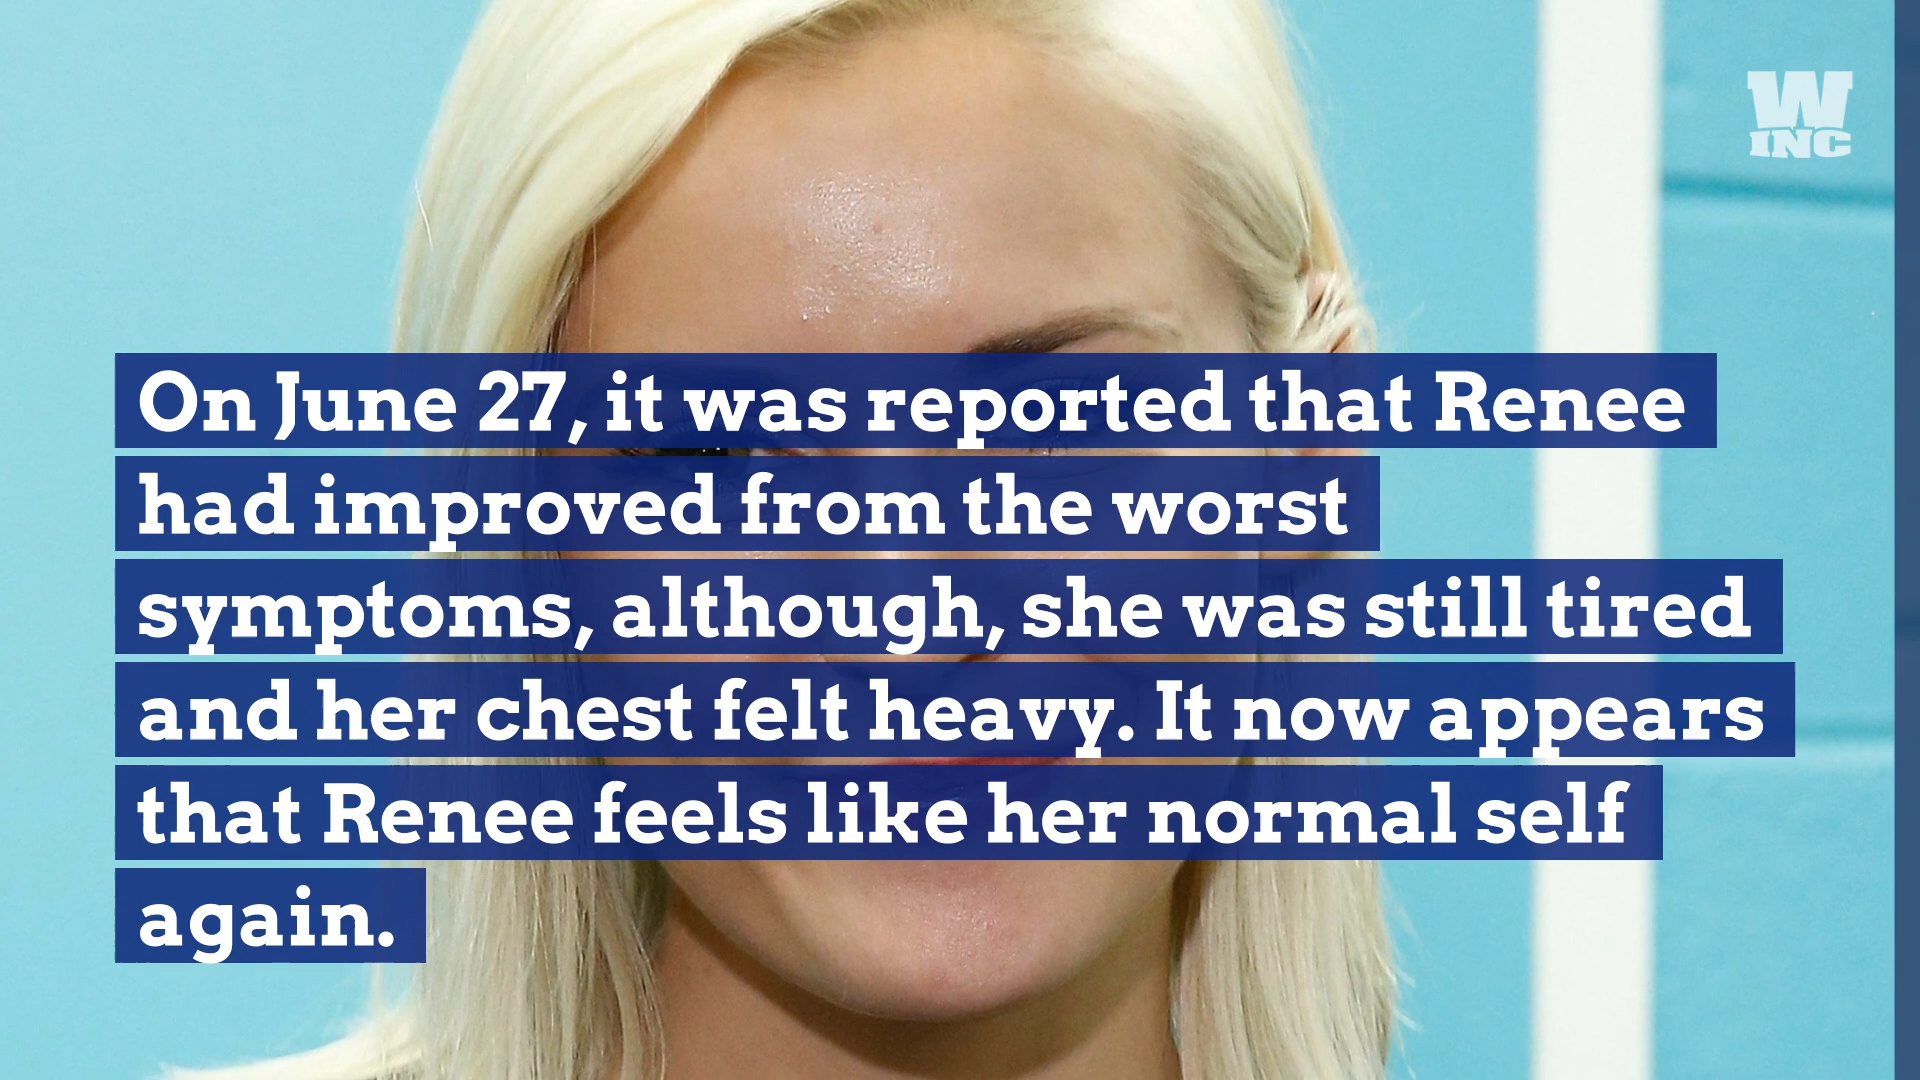 W
INC
On June 27, it was reported that Renee
had improved from the worst
symptoms, although, she was still tired
and her chest felt heavy. It now appears
that Renee feels like her normal self
again.